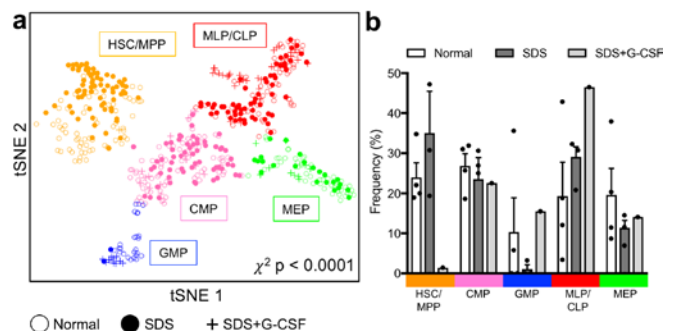 a
HSC/MPP
MLP/CLP
CMP
MEP
GMP
χ² p < 0.0001
tSNE 2
tSNE 1
Normal SDS SDS+G-CSF
b
Normal SDS SDS+G-CSF
Frequency (%)
50
40
30
20
10
0
HSC/ CMP GMP MLP/ MEP
MPP CLP